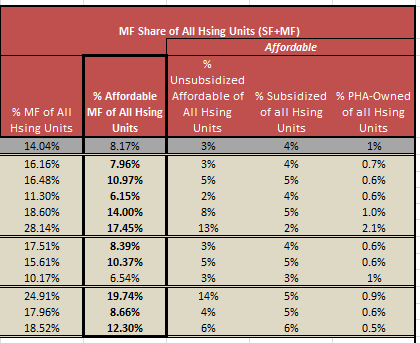 MF Share of All Hsing Units (SF+MF)
Affordable
% MF of All Hsing Units
% Affordable MF of All Hsing Units
% Unsubsidized Affordable of All Hsing Units
% Subsidized of all Hsing Units
% PHA-Owned of all Hsing Units
14.04% 8.17% 3% 4% 1%
16.16% 7.96% 3% 4% 0.7%
16.48% 10.97% 5% 5% 0.6%
11.30% 6.15% 2% 4% 0.6%
18.60% 14.00% 8% 5% 1.0%
28.14% 17.45% 13% 2% 2.1%
17.51% 8.39% 3% 4% 0.6%
15.61% 10.37% 5% 5% 0.6%
10.17% 6.54% 3% 3% 1%
24.91% 19.74% 14% 5% 0.9%
17.96% 8.66% 4% 5% 0.6%
18.52% 12.30% 6% 6% 0.5%